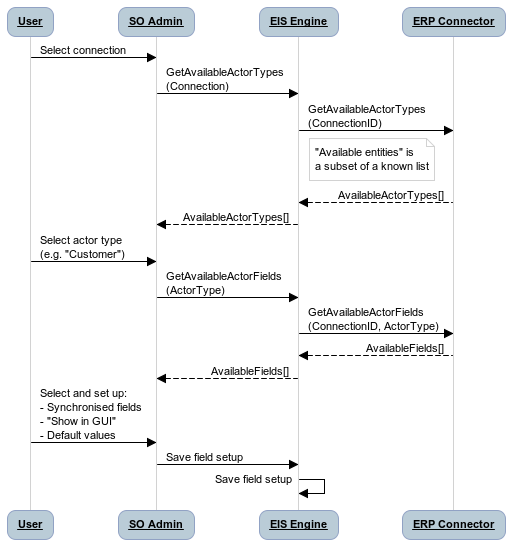 User
SO Admin
EIS Engine
ERP Connector
Select connection
GetAvailableActorTypes
(Connection)
GetAvailableActorTypes
(ConnectionID)
"Available entities" is
a subset of a known list
AvailableActorTypes[]
AvailableActorTypes[]
Select actor type
(e.g. "Customer")
GetAvailableActorFields
(ActorType)
GetAvailableActorFields
(ConnectionID, ActorType)
AvailableFields[]
AvailableFields[]
Select and set up:
- Synchronised fields
- "Show in GUI"
- Default values
Save field setup
Save field setup
User
SO Admin
EIS Engine
ERP Connector